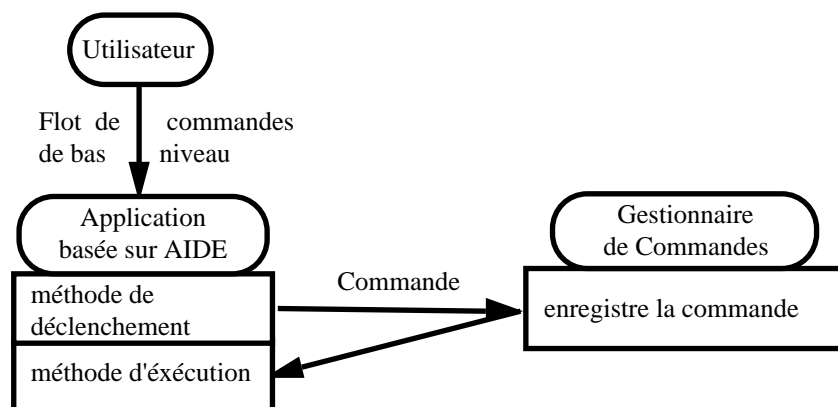 Utilisateur
Flot de commandes
de bas niveau
Application
basée sur AIDE
Gestionnaire
de Commandes
Commande
méthode de
déclenchement
enregistre la commande
méthode d'éxécution